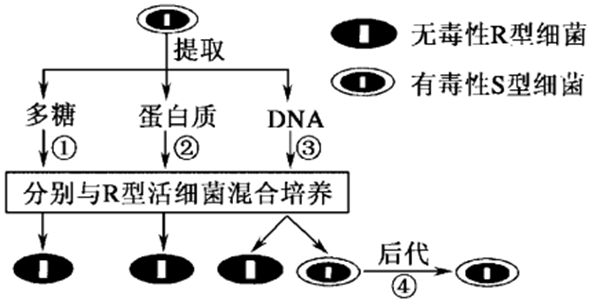 提取
无毒性R型细菌
有毒性S型细菌
多糖 蛋白质 DNA
① ② ③
分别与R型活细菌混合培养
后代
④